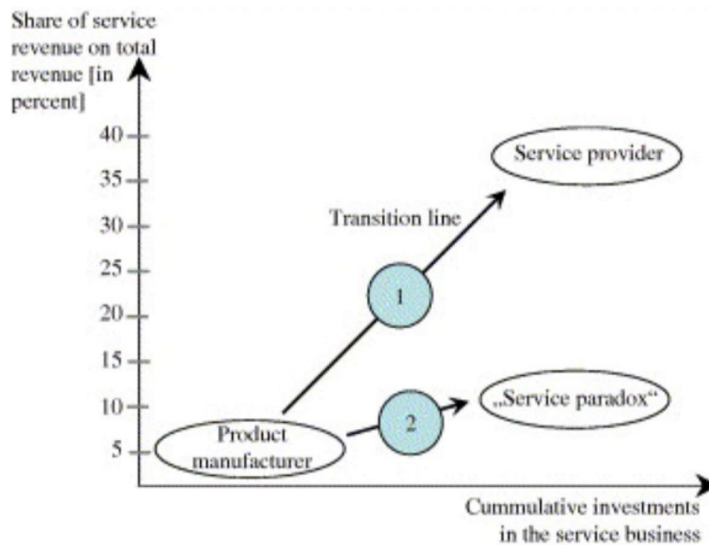 Share of service
revenue on total
revenue [in
percent]
40
35
30
25
20
15
10
5
Service provider
Transition line
1
„Service paradox“
2
Product
manufacturer
Cummulative investments
in the service business